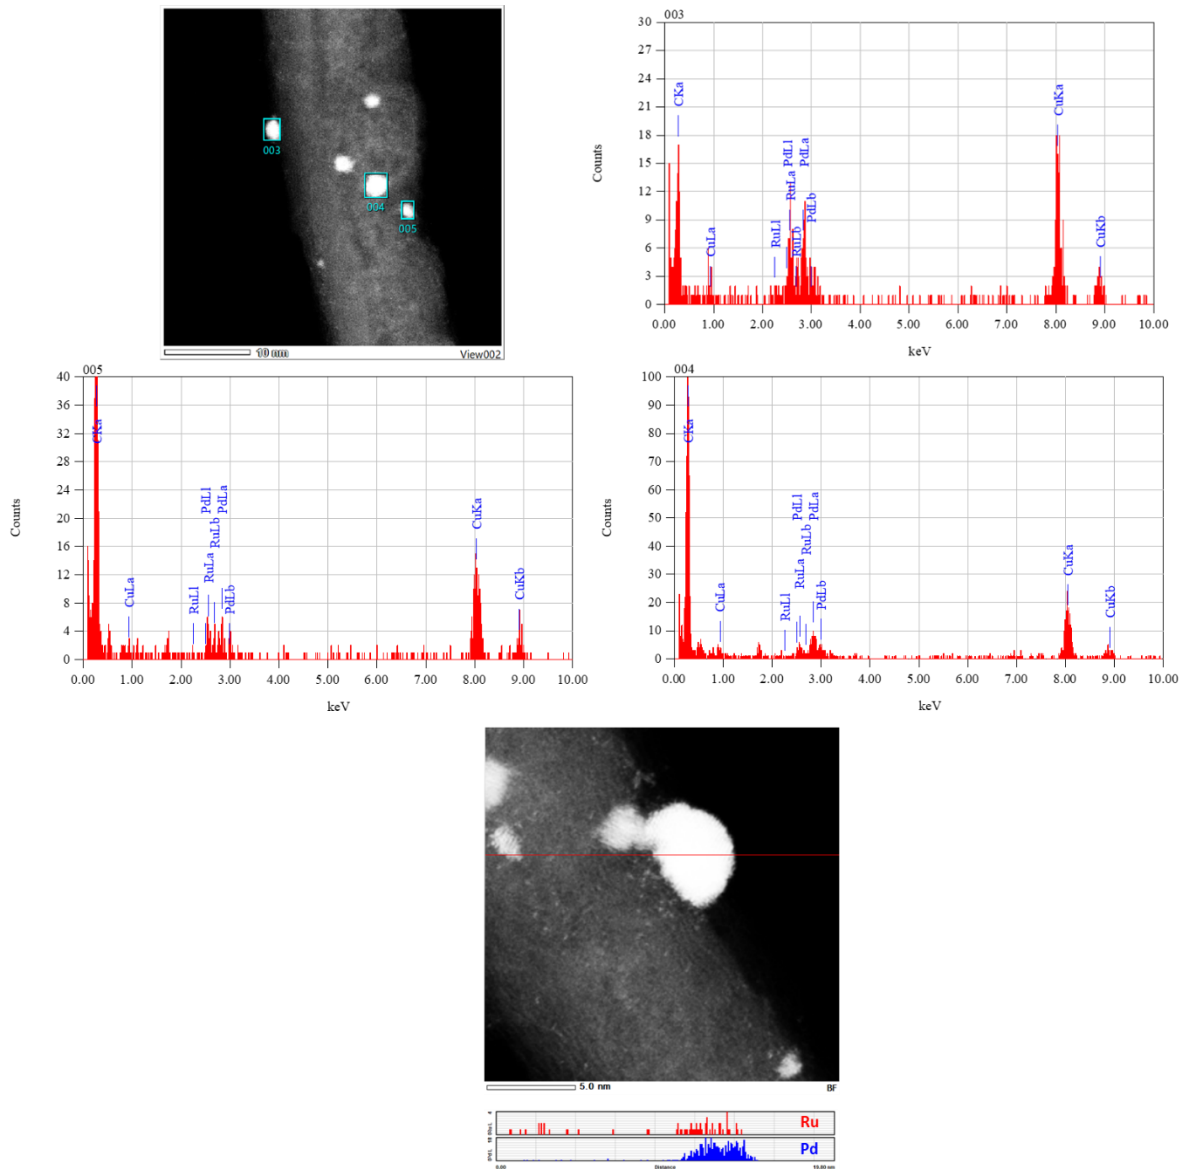 003
004
005
10 nm
View002
003
30
27
24
21
18
15
12
9
6
3
0
Counts
CKa
CuLa
RuLl
RuLa
PdLl
RuLb
PdLa
PdLb
CuKa
CuKb
0.00 1.00 2.00 3.00 4.00 5.00 6.00 7.00 8.00 9.00 10.00
keV
005
40
36
32
28
24
20
16
12
8
4
0
Counts
CKa
CuLa
RuLl
RuLa
PdLl
RuLb
PdLa
PdLb
CuKa
CuKb
0.00 1.00 2.00 3.00 4.00 5.00 6.00 7.00 8.00 9.00 10.00
keV
004
100
90
80
70
60
50
40
30
20
10
0
Counts
CKa
CuLa
RuLl
RuLa
PdLl
RuLb
PdLa
PdLb
CuKa
CuKb
0.00 1.00 2.00 3.00 4.00 5.00 6.00 7.00 8.00 9.00 10.00
keV
5.0 nm
BF
Ru
Pd
0.00 Distance